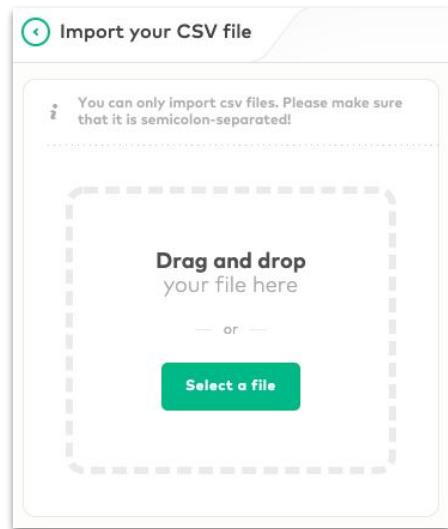 Import your CSV file
i You can only import csv files. Please make sure
that it is semicolon-separated!
Drag and drop
your file here
or
Select a file